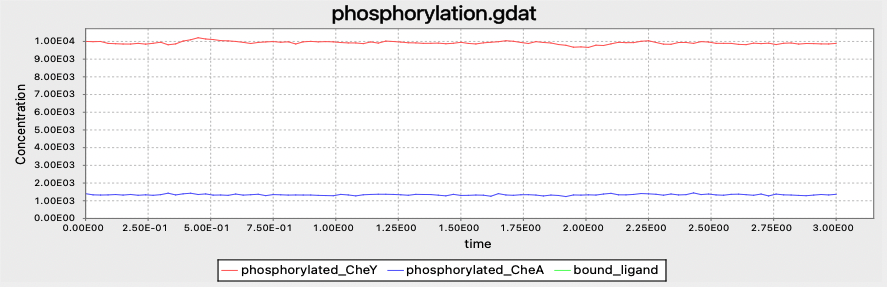 phosphorylation.gdat
Concentration
1.00E04
9.00E03
8.00E03
7.00E03
6.00E03
5.00E03
4.00E03
3.00E03
2.00E03
1.00E03
0.00E00
0.00E00 2.50E-01 5.00E-01 7.50E-01 1.00E00 1.25E00 1.50E00 1.75E00 2.00E00 2.25E00 2.50E00 2.75E00 3.00E00
time
phosphorylated_CheY phosphorylated_CheA bound_ligand